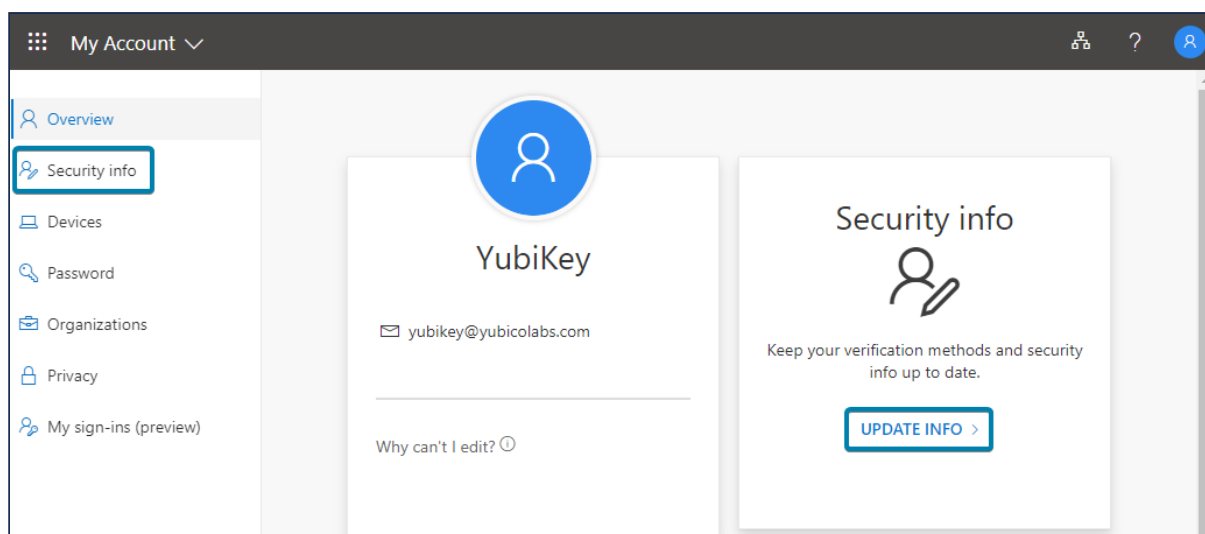 My Account
?
Overview
Security info
Devices
Password
Organizations
Privacy
My sign-ins (preview)
YubiKey
yubikey@yubicolabs.com
Why can't I edit?
Security info
Keep your verification methods and security
info up to date.
UPDATE INFO >